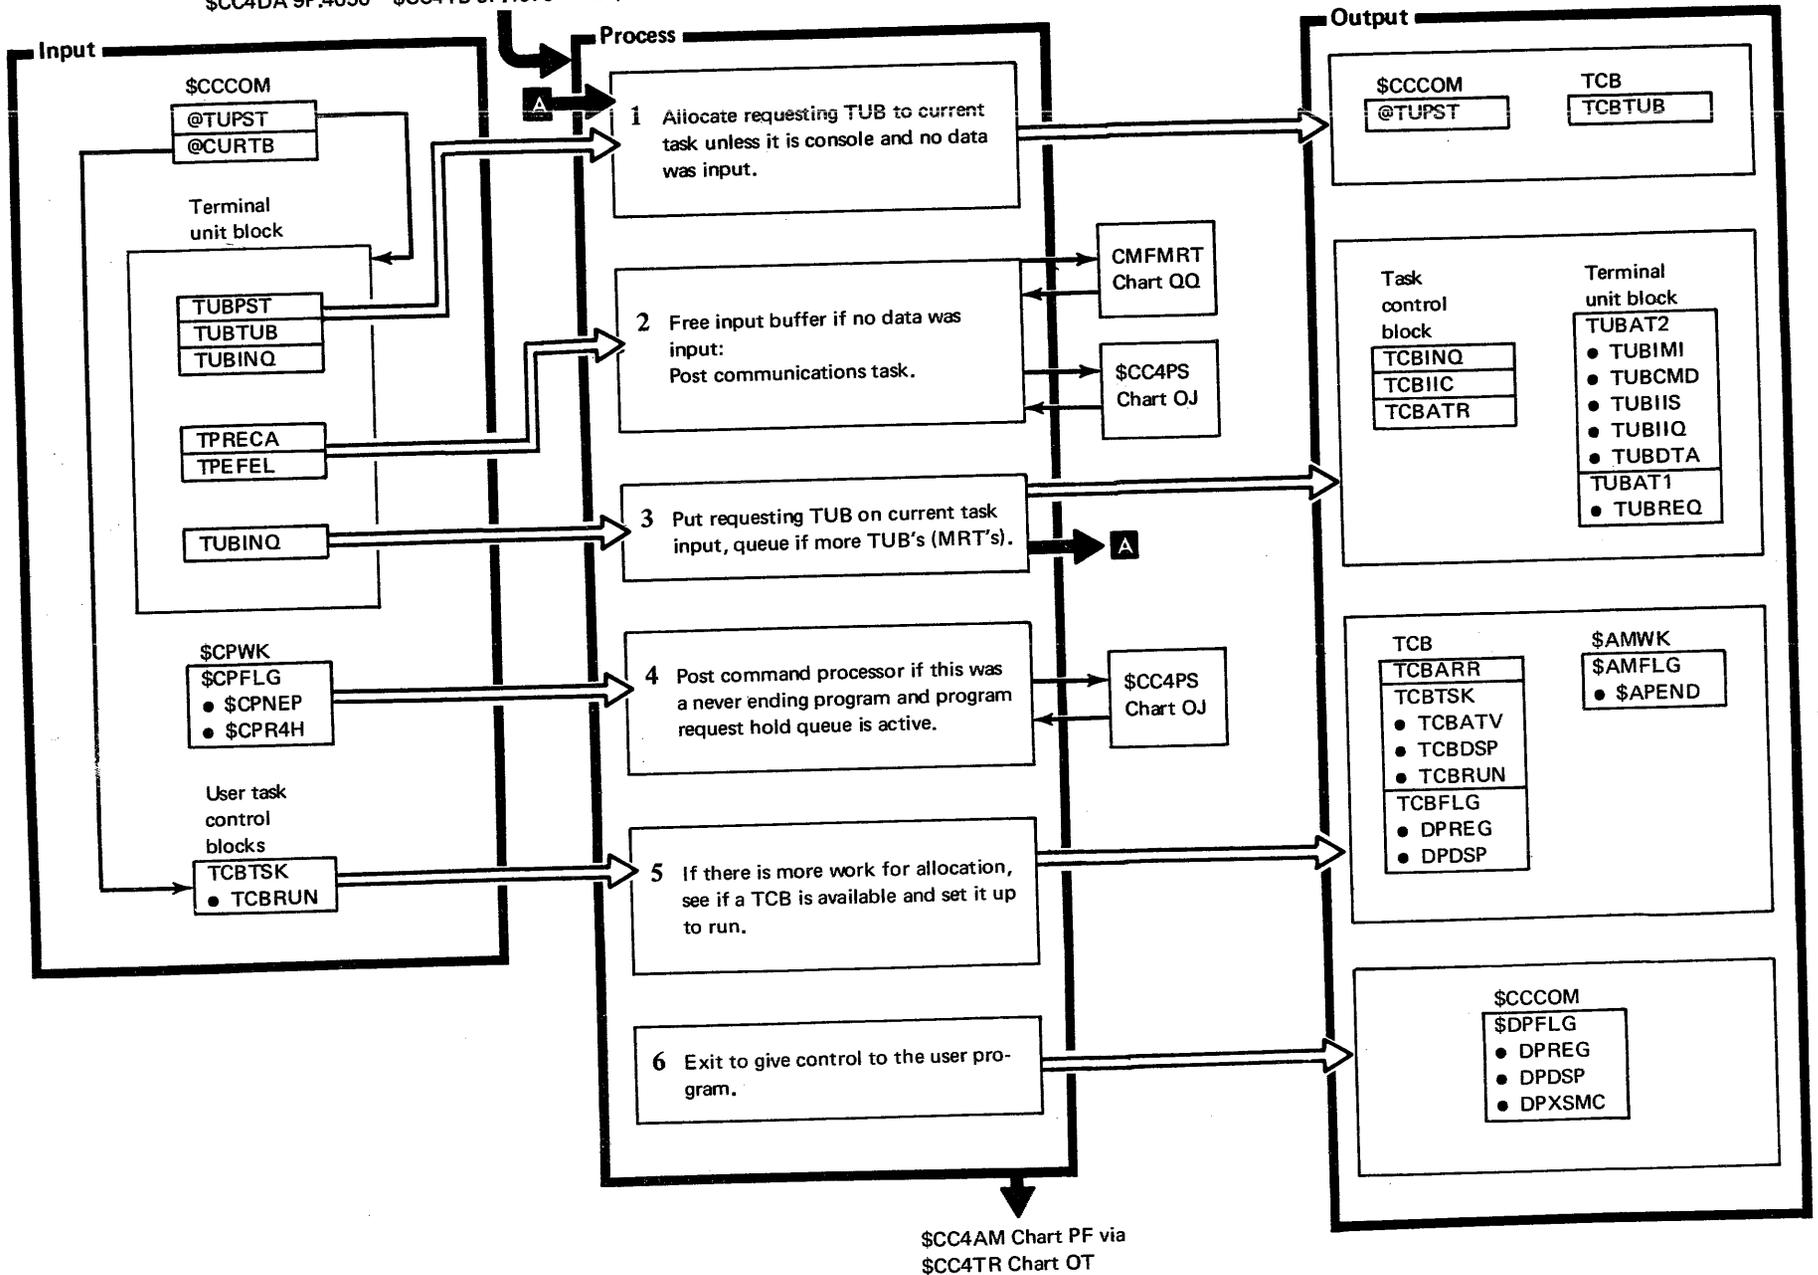 $CC4DA
Input
$CCCOM
@TUPST
@CURTB
Terminal
unit block
TUBPST
TUBTUB
TUBINQ
TPRECA
TPEFEL
TUBINQ
$CPWK
$CPFLG
● $CPNEP
● $CPR4H
User task
control
blocks
TCBTSK
● TCBRUN
Process
A
1 Allocate requesting TUB to current
task unless it is console and no data
was input.
2 Free input buffer if no data was
input:
Post communications task.
3 Put requesting TUB on current task
input, queue if more TUB's (MRT's).
A
4 Post command processor if this was
a never ending program and program
request hold queue is active.
5 If there is more work for allocation,
see if a TCB is available and set it up
to run.
6 Exit to give control to the user pro-
gram.
CMFMRT
Chart QQ
$CC4PS
Chart OJ
$CC4PS
Chart OJ
$CC4AM Chart PF via
$CC4TR Chart OT
Output
$CCCOM
@TUPST
TCB
TCBTUB
Task
control
block
TCBINQ
TCBIIC
TCBATR
Terminal
unit block
TUBAT2
● TUBIMI
● TUBCMD
● TUBIIS
● TUBIIQ
● TUBDTA
TUBAT1
● TUBREQ
TCB
TCBARR
TCBTSK
● TCBATV
● TCBDSP
● TCBRUN
TCBFLG
● DPREG
● DPDSP
$AMWK
$AMFLG
● $APEND
$CCCOM
$DPFLG
● DPREG
● DPDSP
● DPXSMC